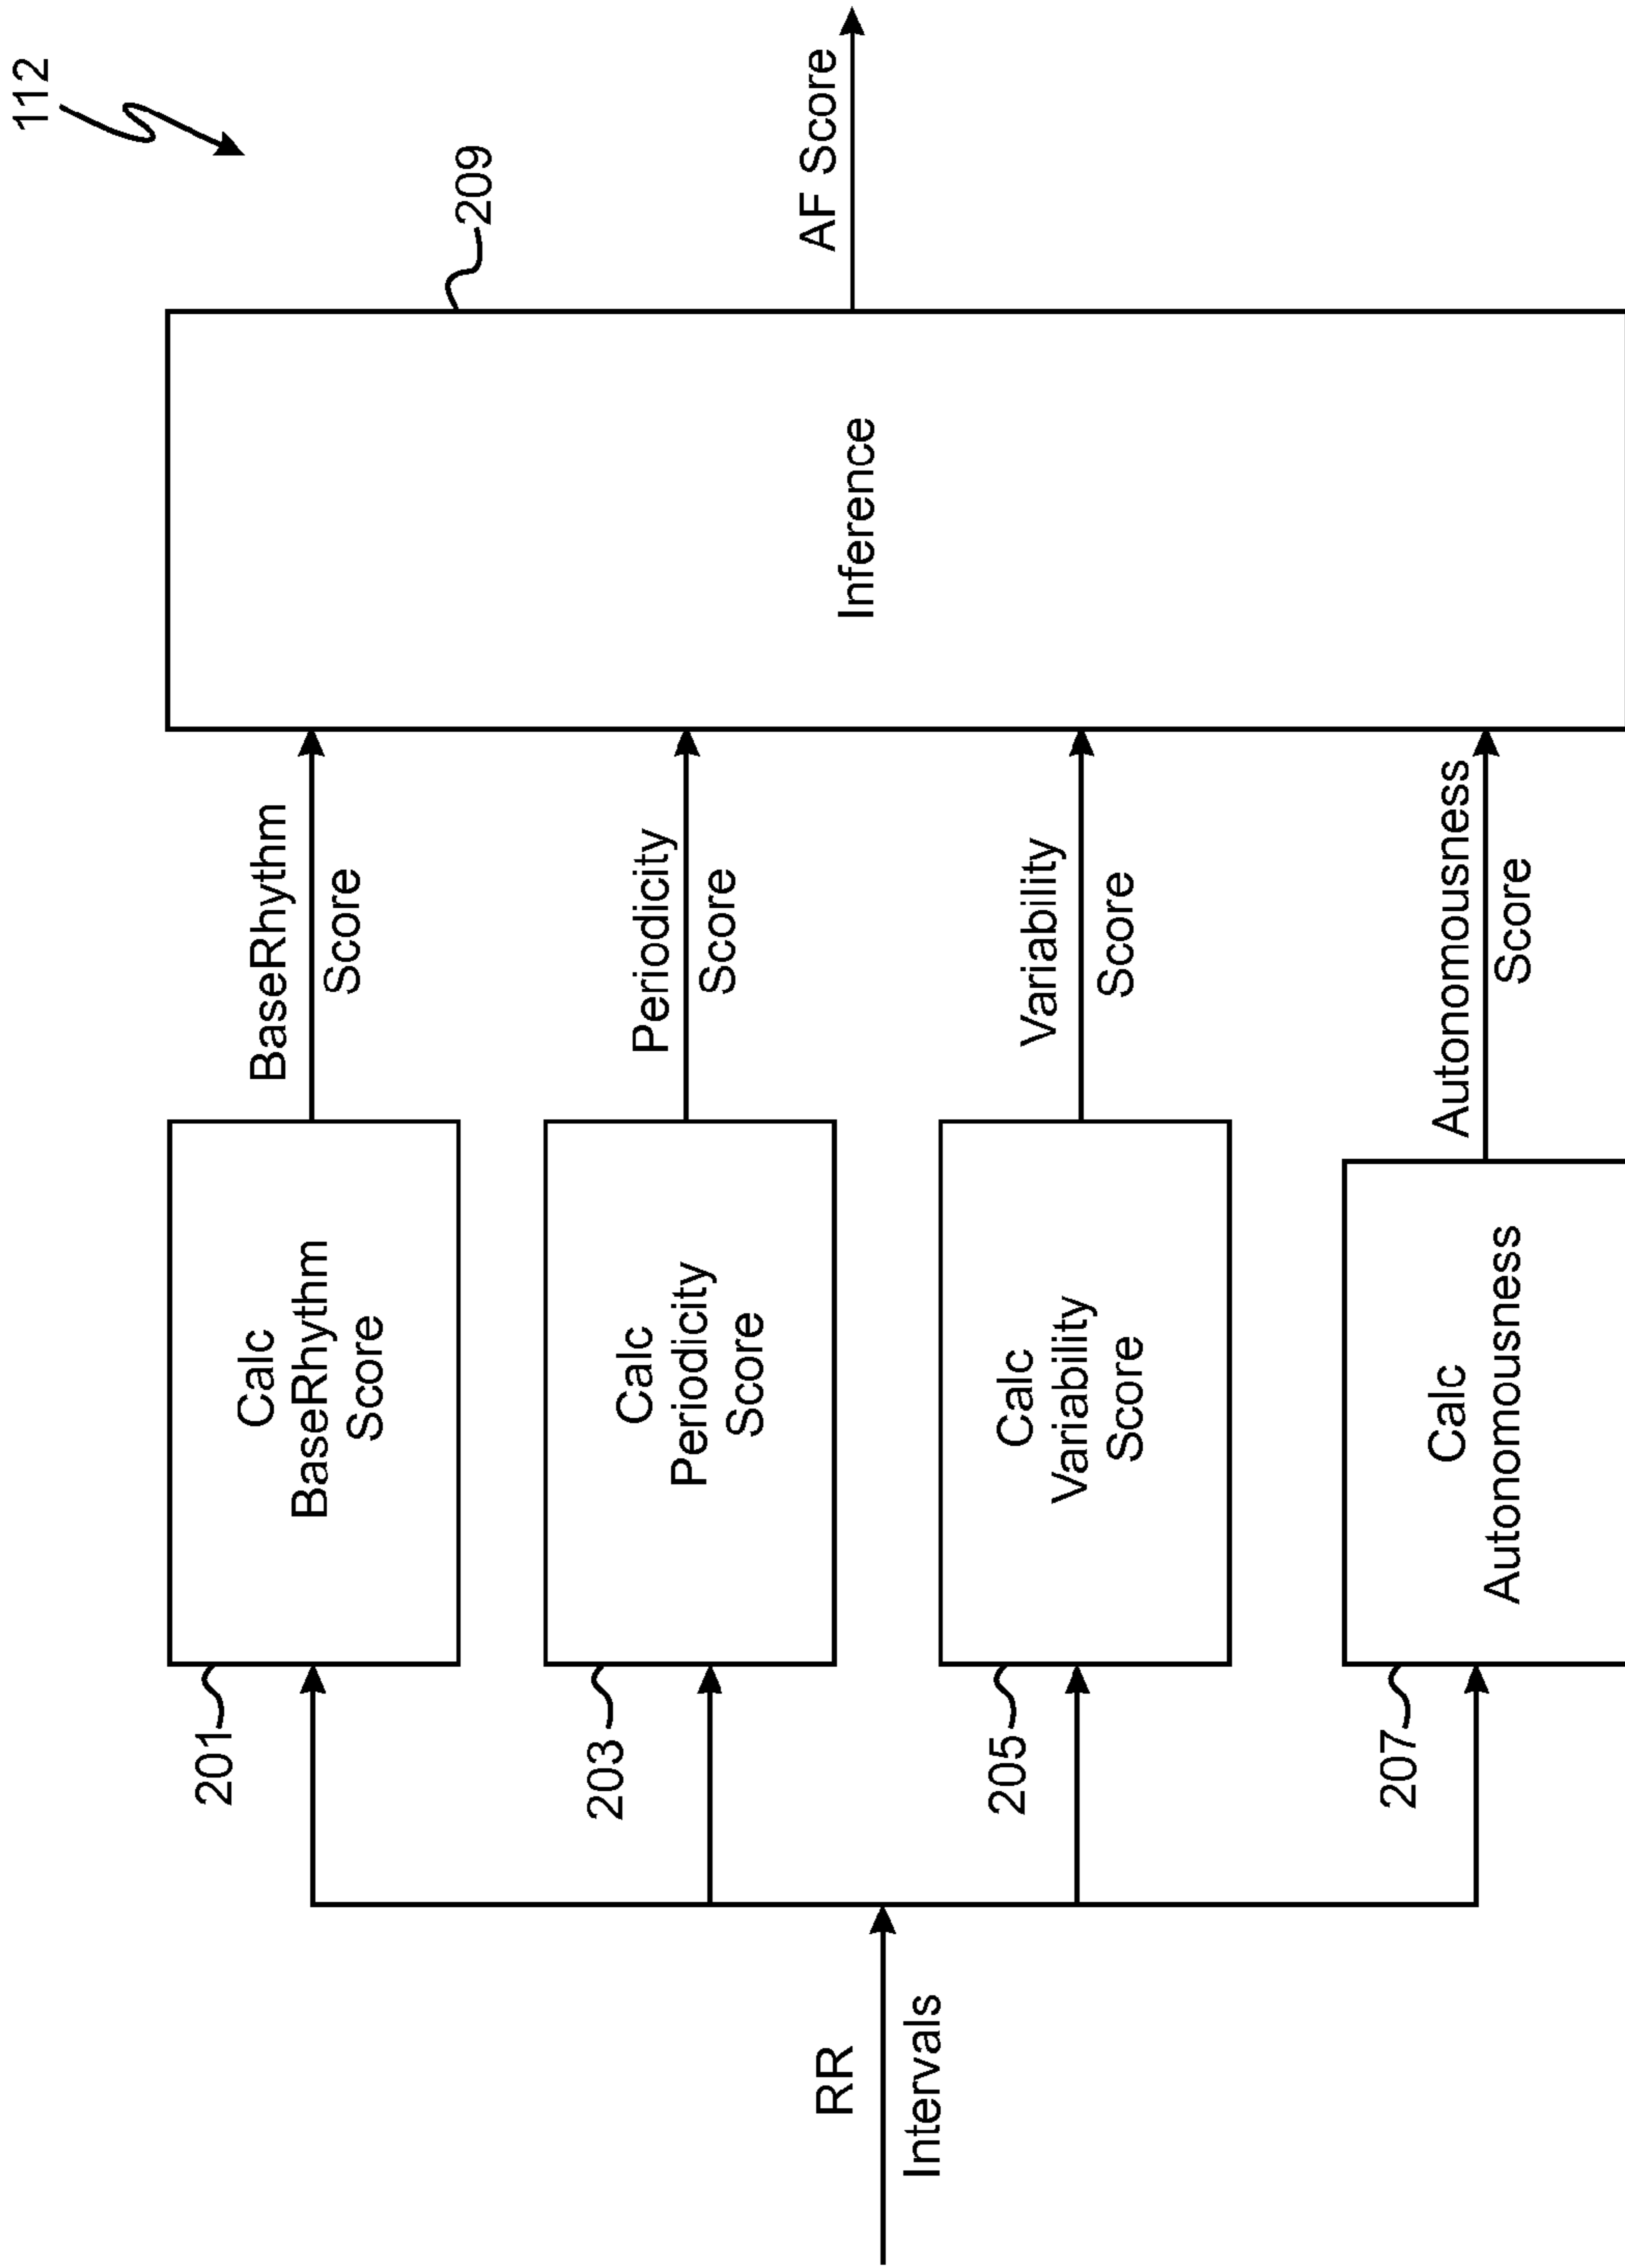 112
RR
Intervals
201
Calc
BaseRhythm
Score
BaseRhythm
Score
203
Calc
Periodicity
Score
Periodicity
Score
205
Calc
Variability
Score
Variability
Score
207
Calc
Autonomousness
Autonomousness
Score
209
Inference
AF Score